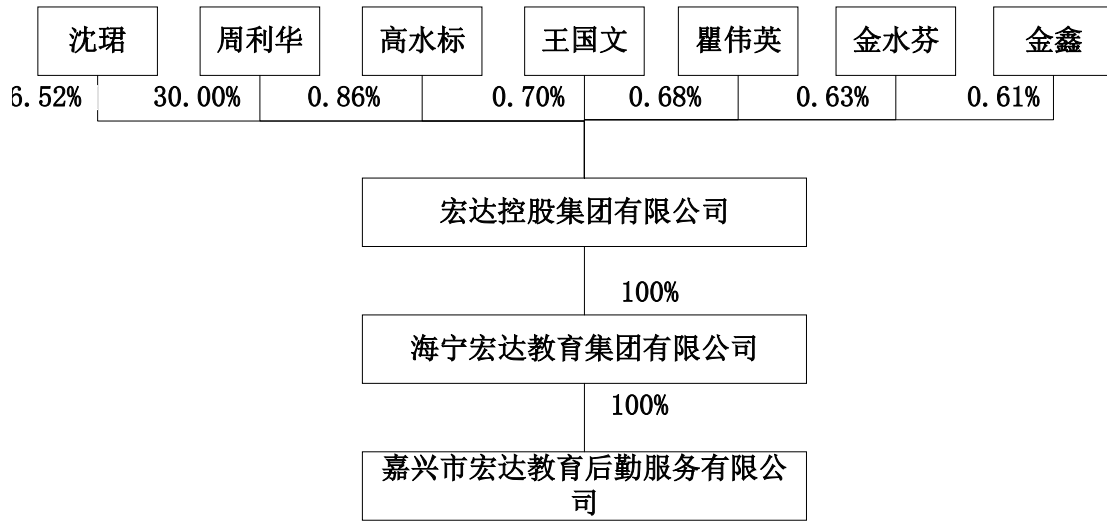 沈珺 周利华 高水标 王国文 瞿伟英 金水芬 金鑫
6.52% 30.00% 0.86% 0.70% 0.68% 0.63% 0.61%
宏达控股集团有限公司
100%
海宁宏达教育集团有限公司
100%
嘉兴市宏达教育后勤服务有限公
司